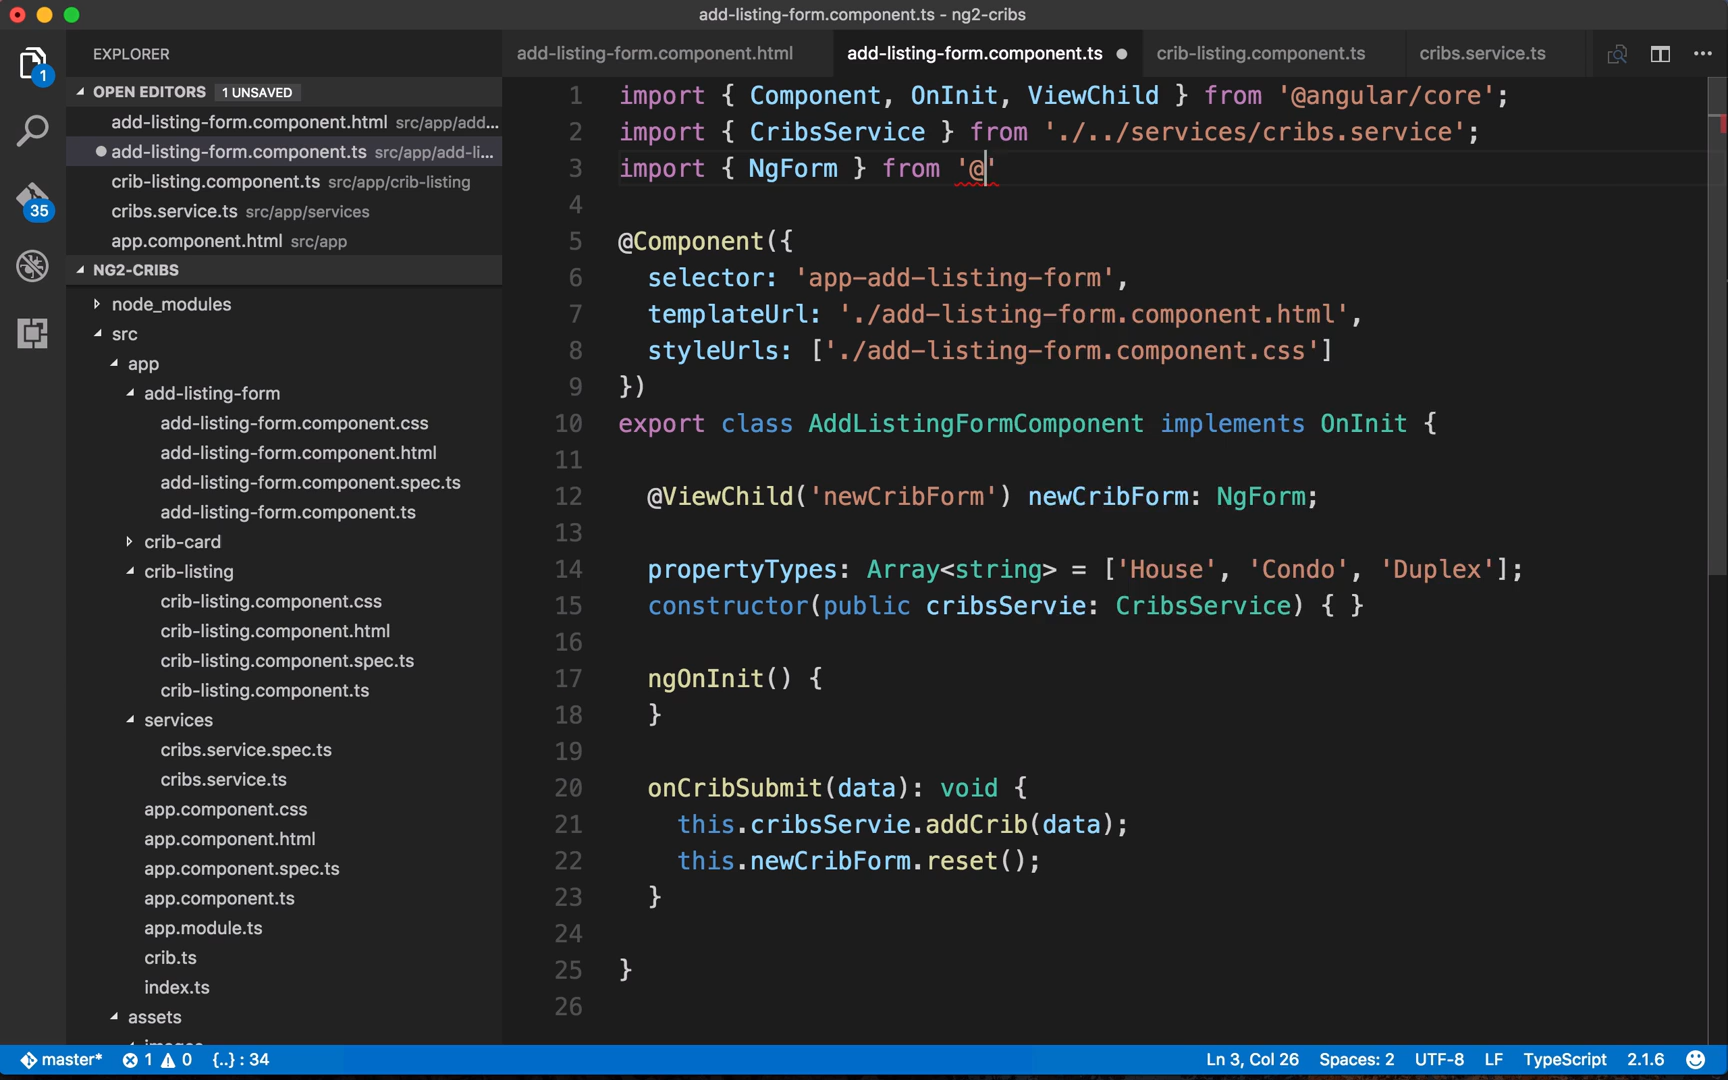 add-listing-form.component.ts - ng2-cribs
1
35
EXPLORER
OPEN EDITORS 1 UNSAVED
add-listing-form.component.html src/app/add...
add-listing-form.component.ts src/app/add-li...
crib-listing.component.ts src/app/crib-listing
cribs.service.ts src/app/services
app.component.html src/app
NG2-CRIBS
node_modules
src
app
add-listing-form
add-listing-form.component.css
add-listing-form.component.html
add-listing-form.component.spec.ts
add-listing-form.component.ts
crib-card
crib-listing
crib-listing.component.css
crib-listing.component.html
crib-listing.component.spec.ts
crib-listing.component.ts
services
cribs.service.spec.ts
cribs.service.ts
app.component.css
app.component.html
app.component.spec.ts
app.component.ts
app.module.ts
crib.ts
index.ts
assets
add-listing-form.component.html add-listing-form.component.ts crib-listing.component.ts cribs.service.ts
1 import { Component, OnInit, ViewChild } from '@angular/core';
2 import { CribsService } from './../services/cribs.service';
3 import { NgForm } from '@'
4
5 @Component({
6 selector: 'app-add-listing-form',
7 templateUrl: './add-listing-form.component.html',
8 styleUrls: ['./add-listing-form.component.css']
9 })
10 export class AddListingFormComponent implements OnInit {
11
12 @ViewChild('newCribForm') newCribForm: NgForm;
13
14 propertyTypes: Array<string> = ['House', 'Condo', 'Duplex'];
15 constructor(public cribsServie: CribsService) { }
16
17 ngOnInit() {
18 }
19
20 onCribSubmit(data): void {
21 this.cribsServie.addCrib(data);
22 this.newCribForm.reset();
23 }
24
25 }
26
master* 1 0 {..} : 34 Ln 3, Col 26 Spaces: 2 UTF-8 LF TypeScript 2.1.6